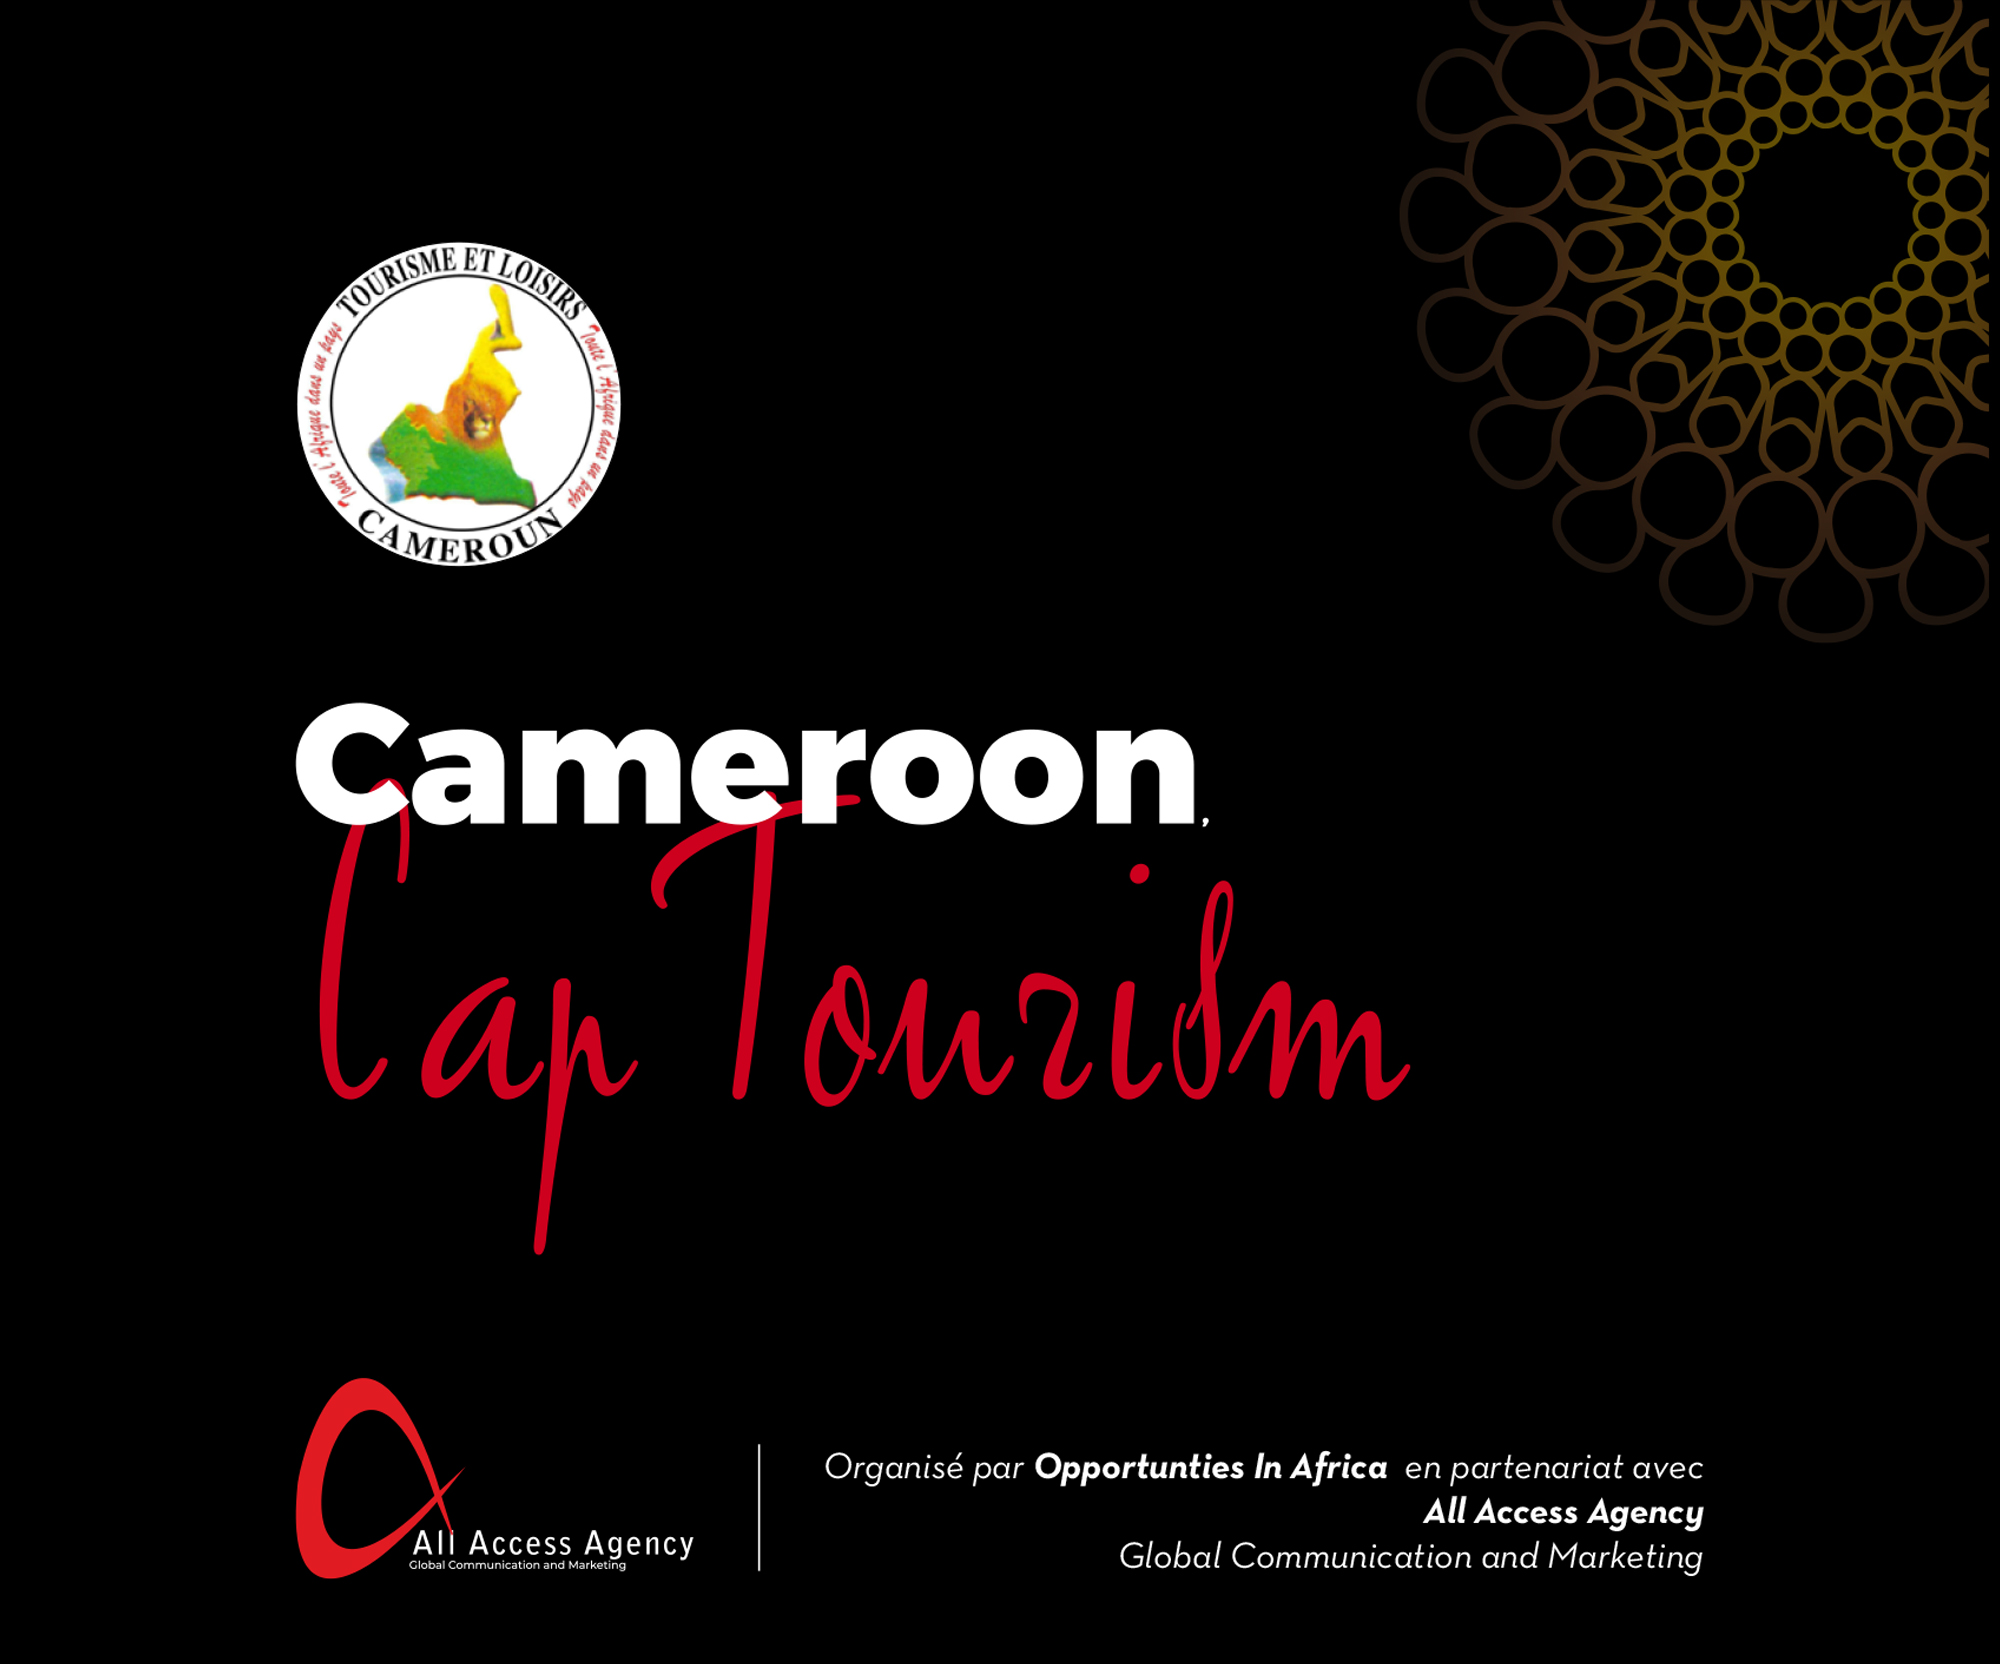 TOURISME ET LOISIRS
Toute l'Afrique dans un pays
Toute l'Afrique dans un pays
CAMEROUN
Cameroon,
Cap Tourism
All Access Agency
Global Communication and Marketing
Organisé par Opportunties In Africa en partenariat avec
All Access Agency
Global Communication and Marketing